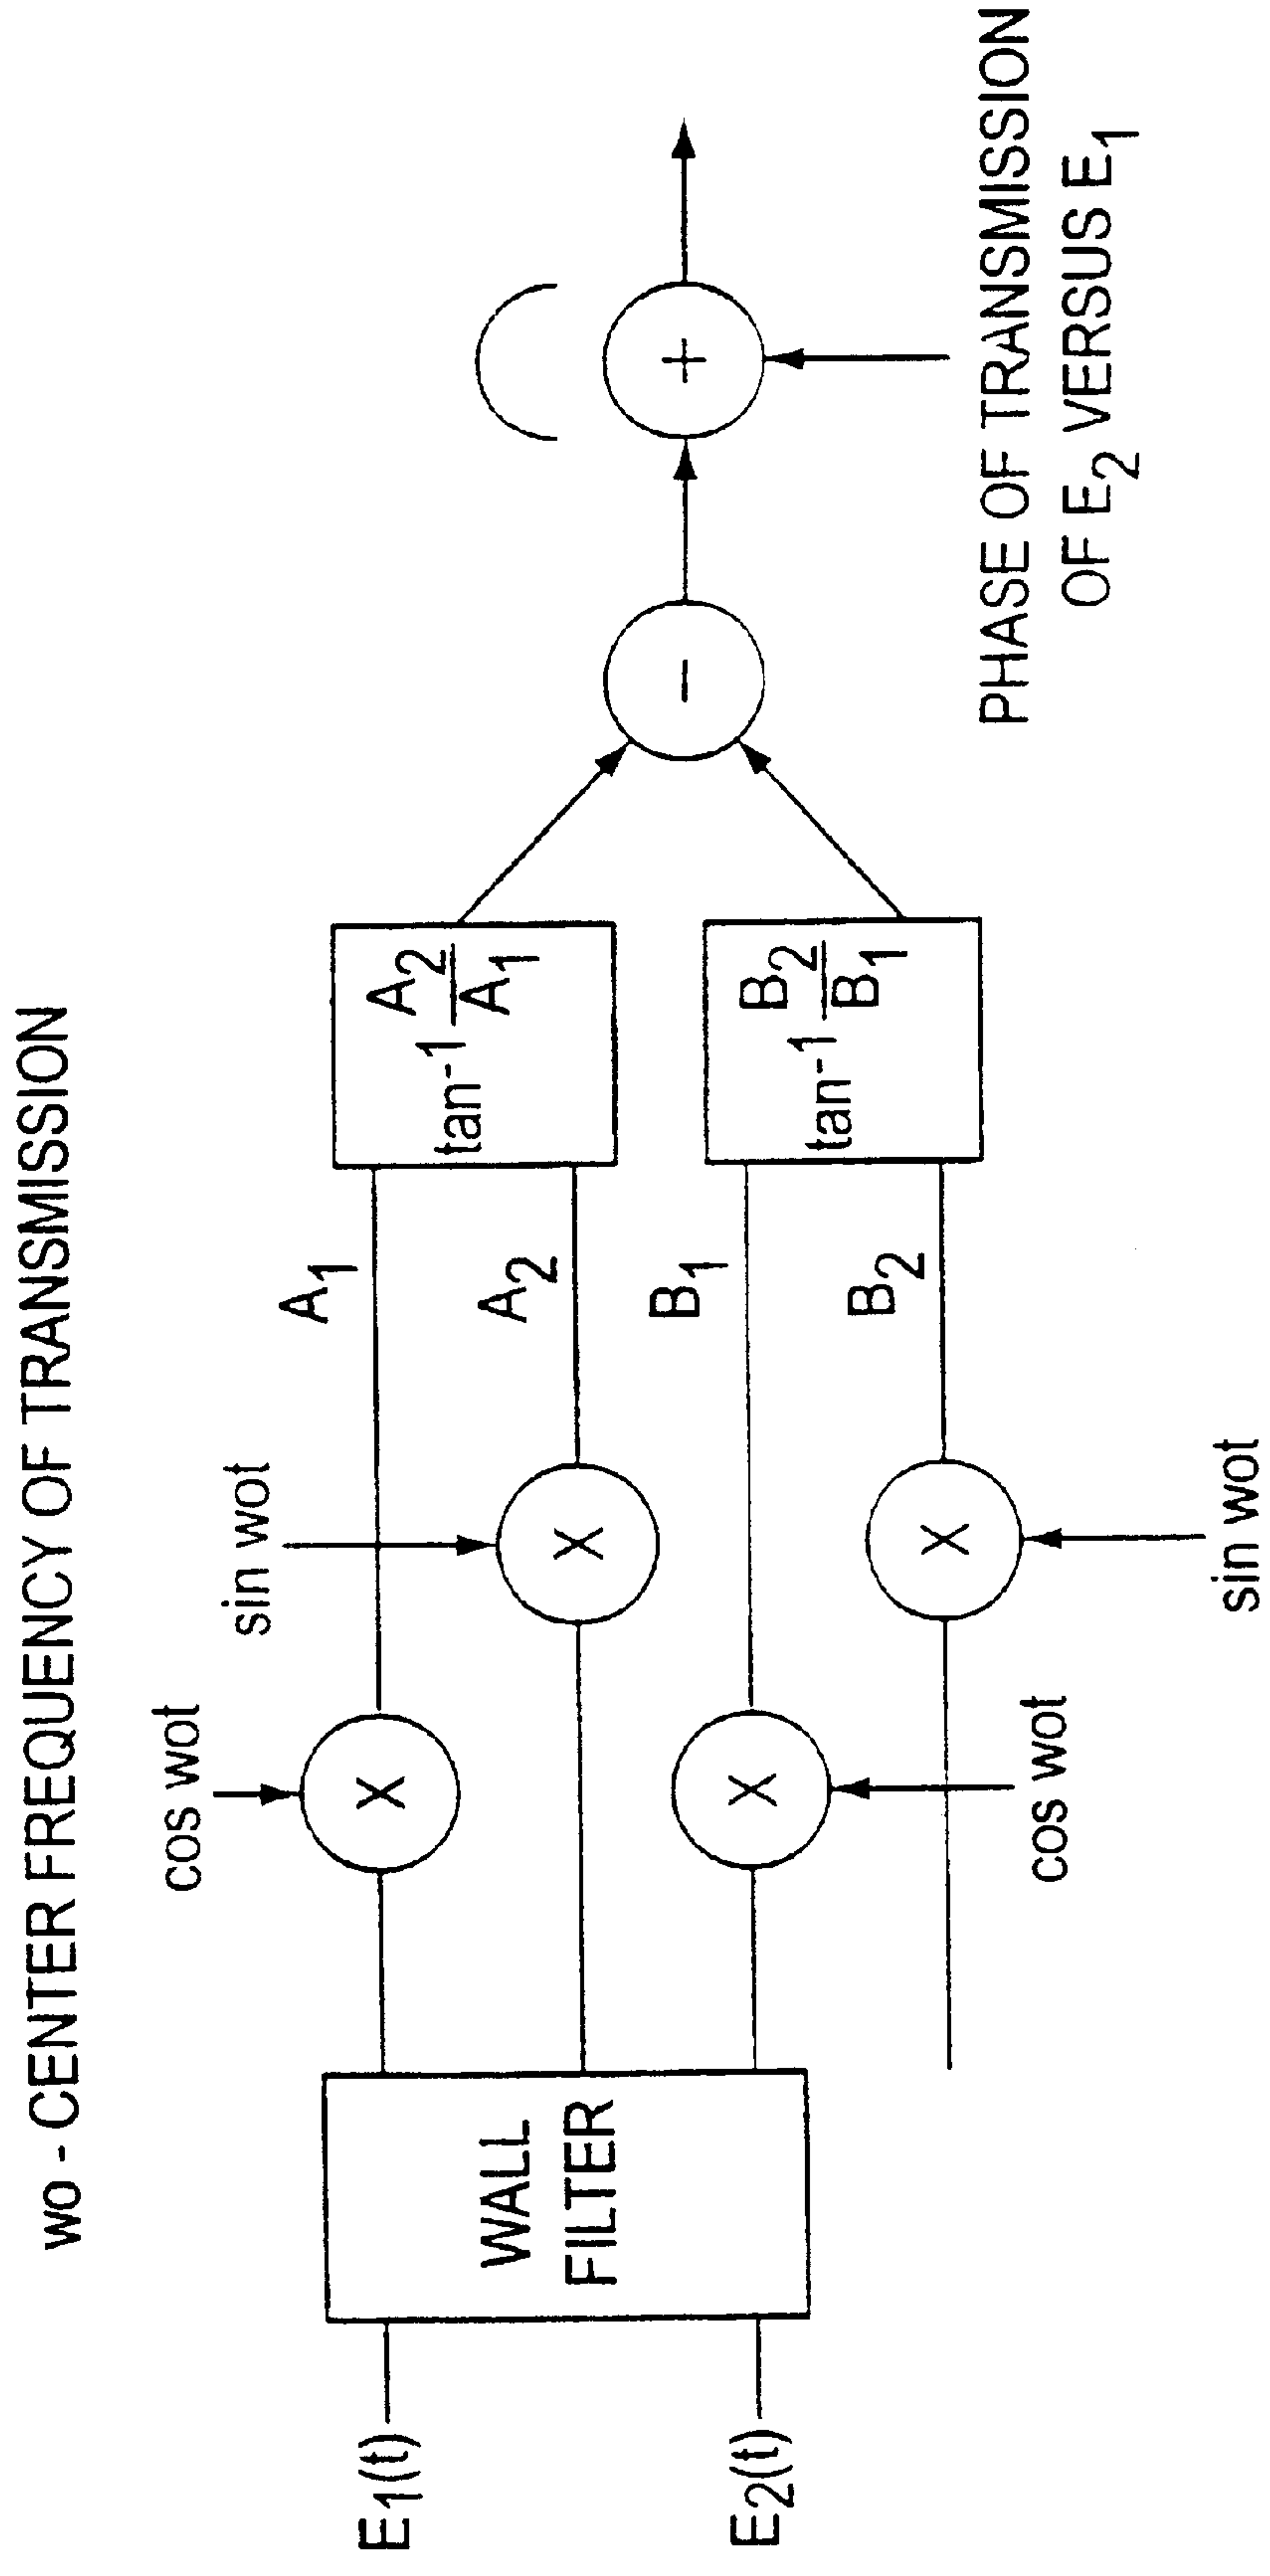 wo - CENTER FREQUENCY OF TRANSMISSION
cos wot
sin wot
E1(t)
E2(t)
WALL
FILTER
X
X
X
X
A1
A2
B1
B2
cos wot
sin wot
tan-1 A2/A1
tan-1 B2/B1
−
+
PHASE OF TRANSMISSION
OF E2 VERSUS E1